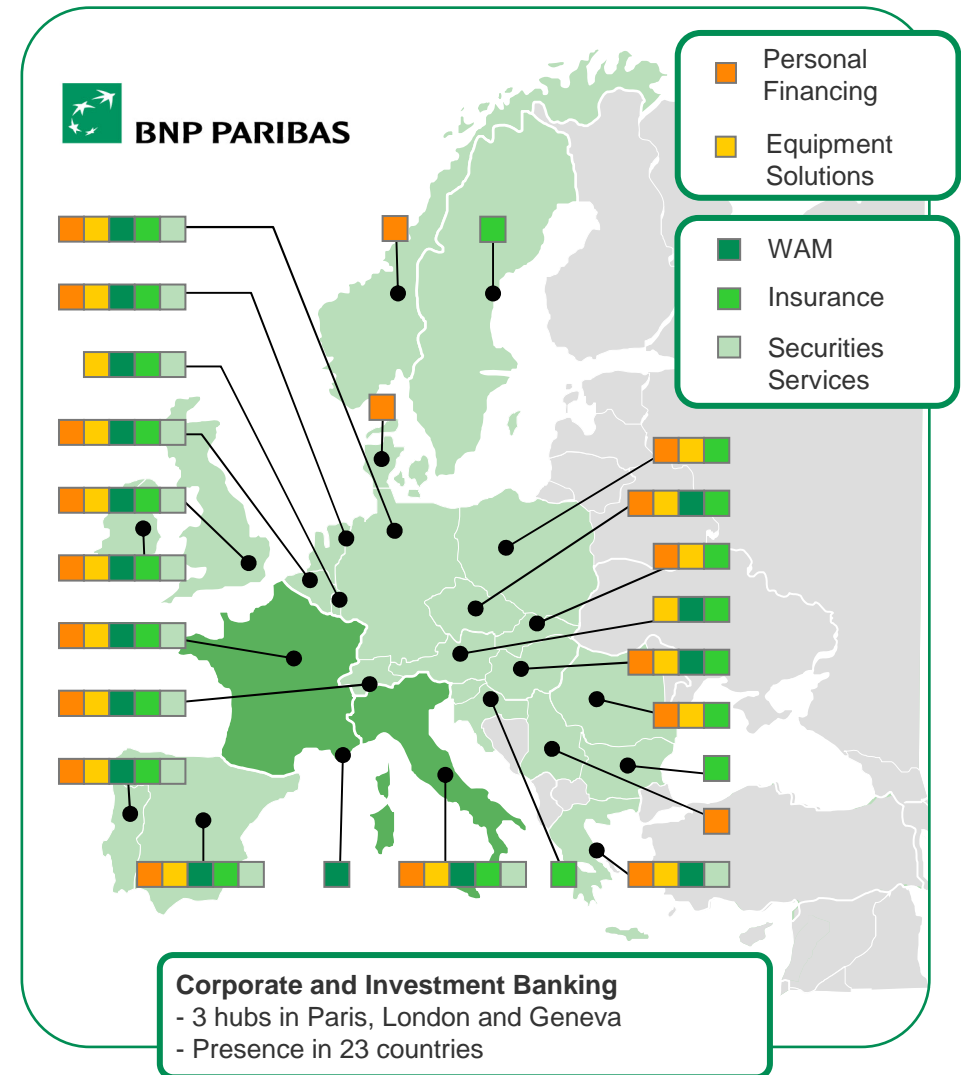 BNP PARIBAS
Personal
Financing
Equipment
Solutions
WAM
Insurance
Securities
Services
Corporate and Investment Banking
- 3 hubs in Paris, London and Geneva
- Presence in 23 countries